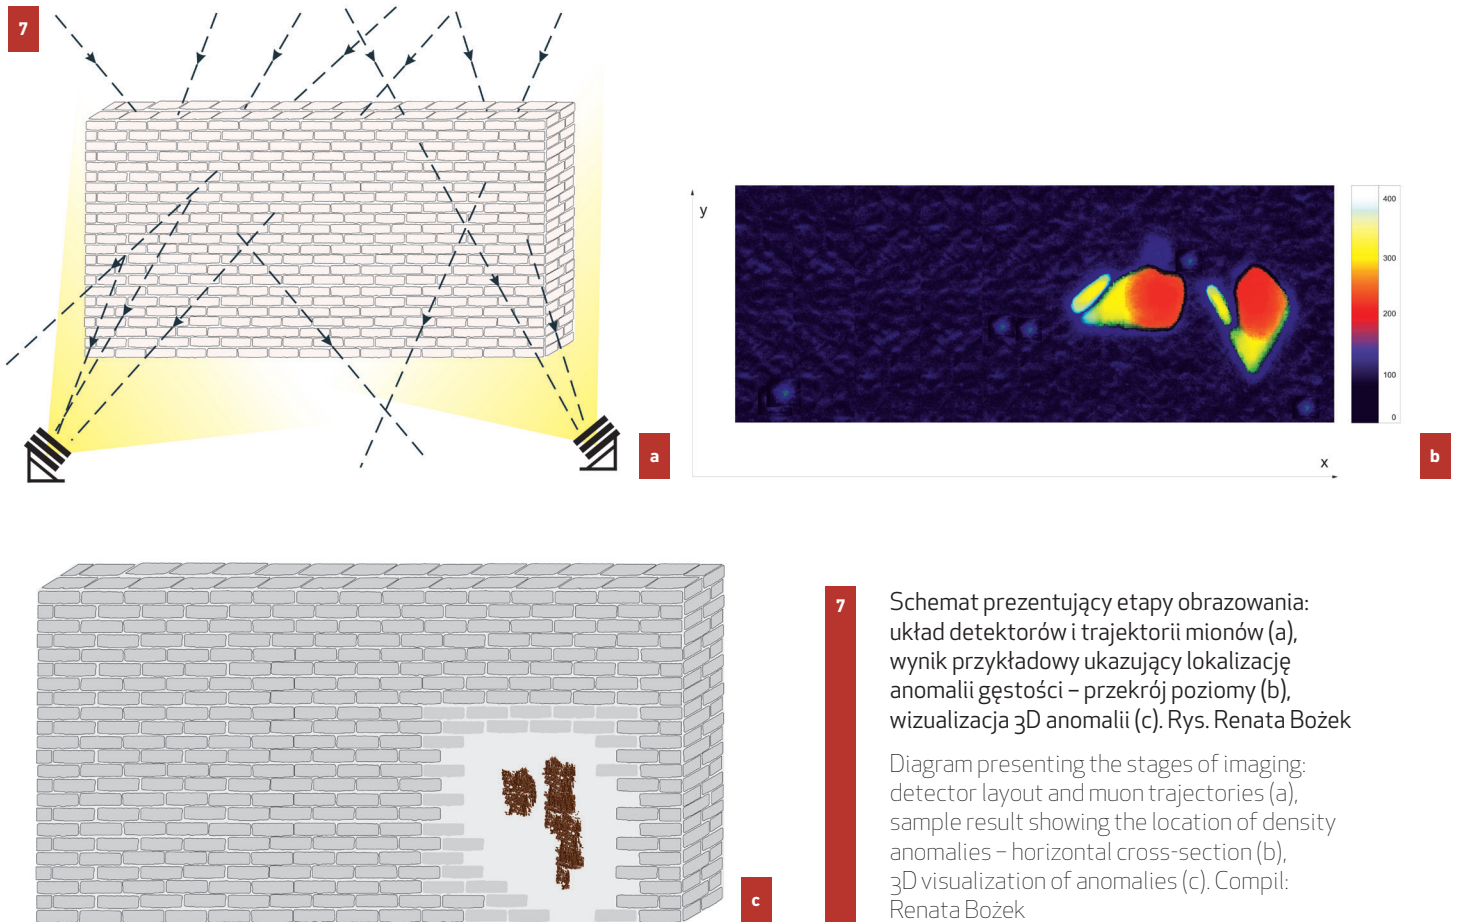 7
a
y
400
300
200
100
0
x
b
c
7
Schemat prezentujący etapy obrazowania:
układ detektorów i trajektorii mionów (a),
wynik przykładowy ukazujący lokalizację
anomalii gęstości – przekrój poziomy (b),
wizualizacja 3D anomalii (c). Rys. Renata Bożek
Diagram presenting the stages of imaging:
detector layout and muon trajectories (a),
sample result showing the location of density
anomalies – horizontal cross-section (b),
3D visualization of anomalies (c). Compil:
Renata Bożek